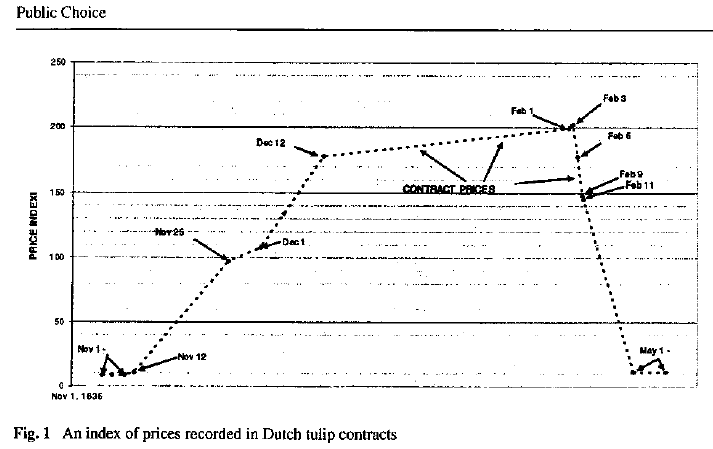 Public Choice
250
Feb 3
Feb 1
200
Feb 6
Dec 12
Feb 9
Feb 11
CONTRACT PRICES
150
PRICE INDEXI
Nov 25
Dec 1
100
50
Nov 1 -
Nov 12
May 1 -
0
Nov 1, 1636
Fig. 1 An index of prices recorded in Dutch tulip contracts